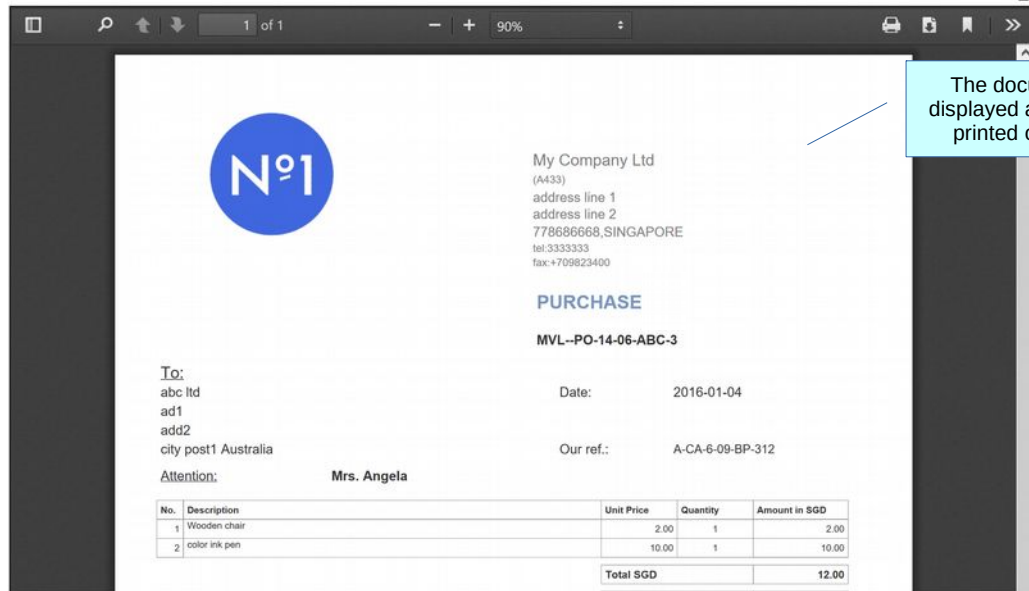 1 of 1 90%
The docu
displayed a
printed o
Nº1
My Company Ltd
(A433)
address line 1
address line 2
778686668,SINGAPORE
tel:3333333
fax:+709823400
PURCHASE
MVL--PO-14-06-ABC-3
To:
abc ltd
ad1
add2
city post1 Australia
Date: 2016-01-04
Our ref.: A-CA-6-09-BP-312
Attention: Mrs. Angela
No. Description Unit Price Quantity Amount in SGD
1 Wooden chair 2.00 1 2.00
2 color ink pen 10.00 1 10.00
Total SGD 12.00